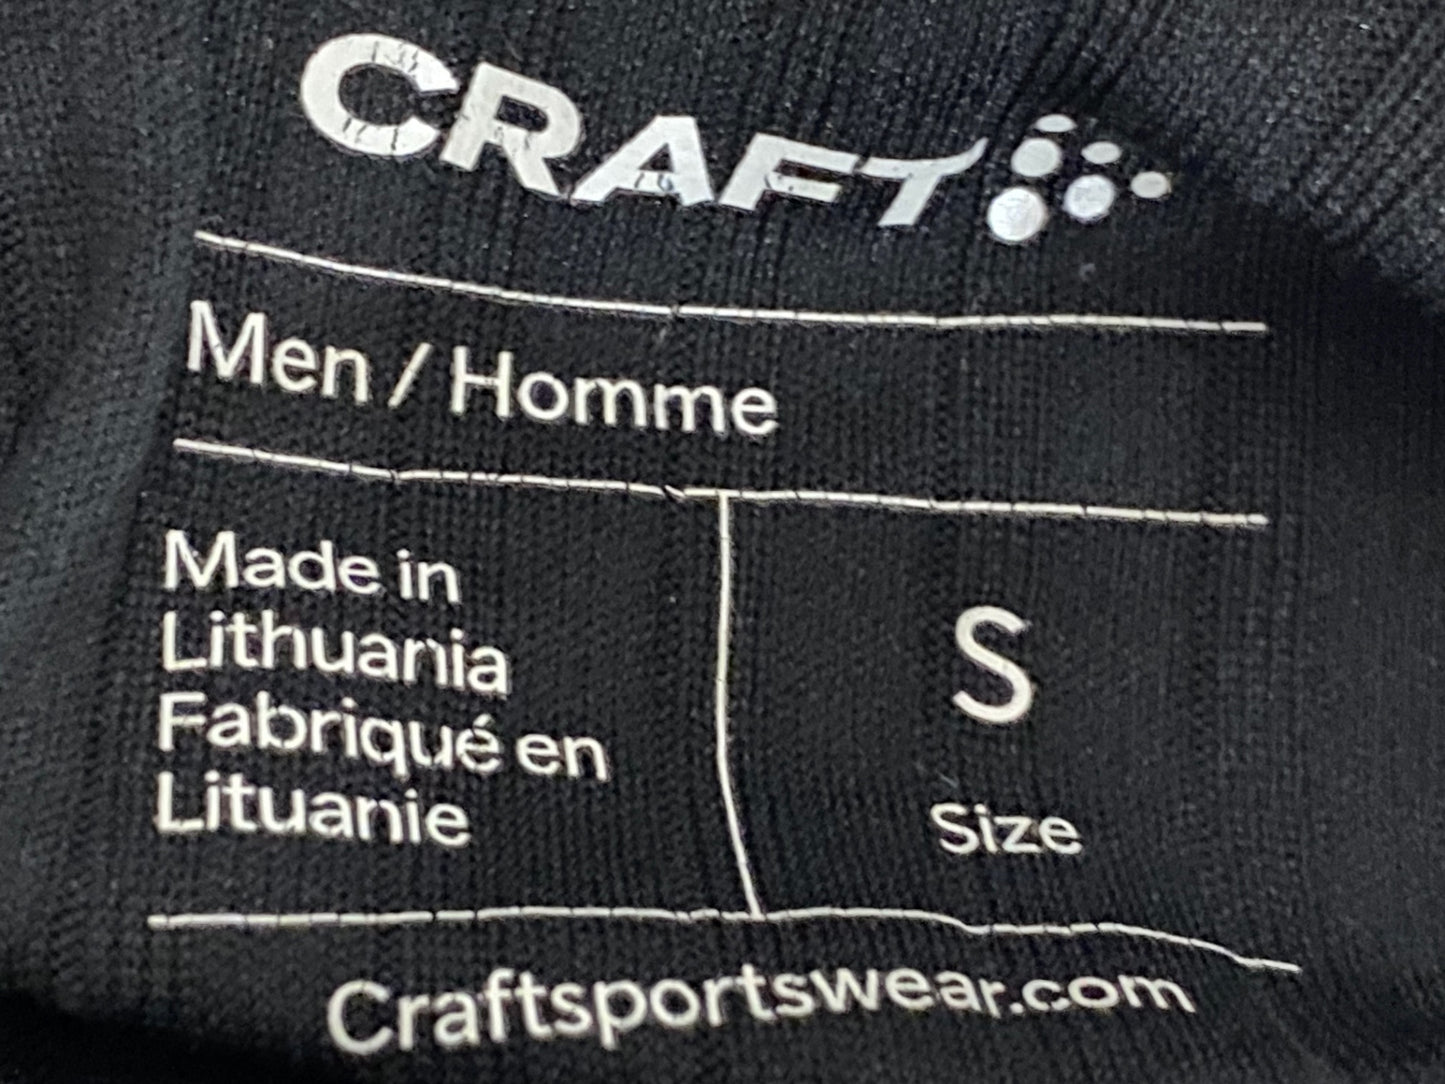 CRAFT
Men / Homme
Made in
Lithuania
Fabriqué en
Lituanie
S
Size
Craftsportswear.com